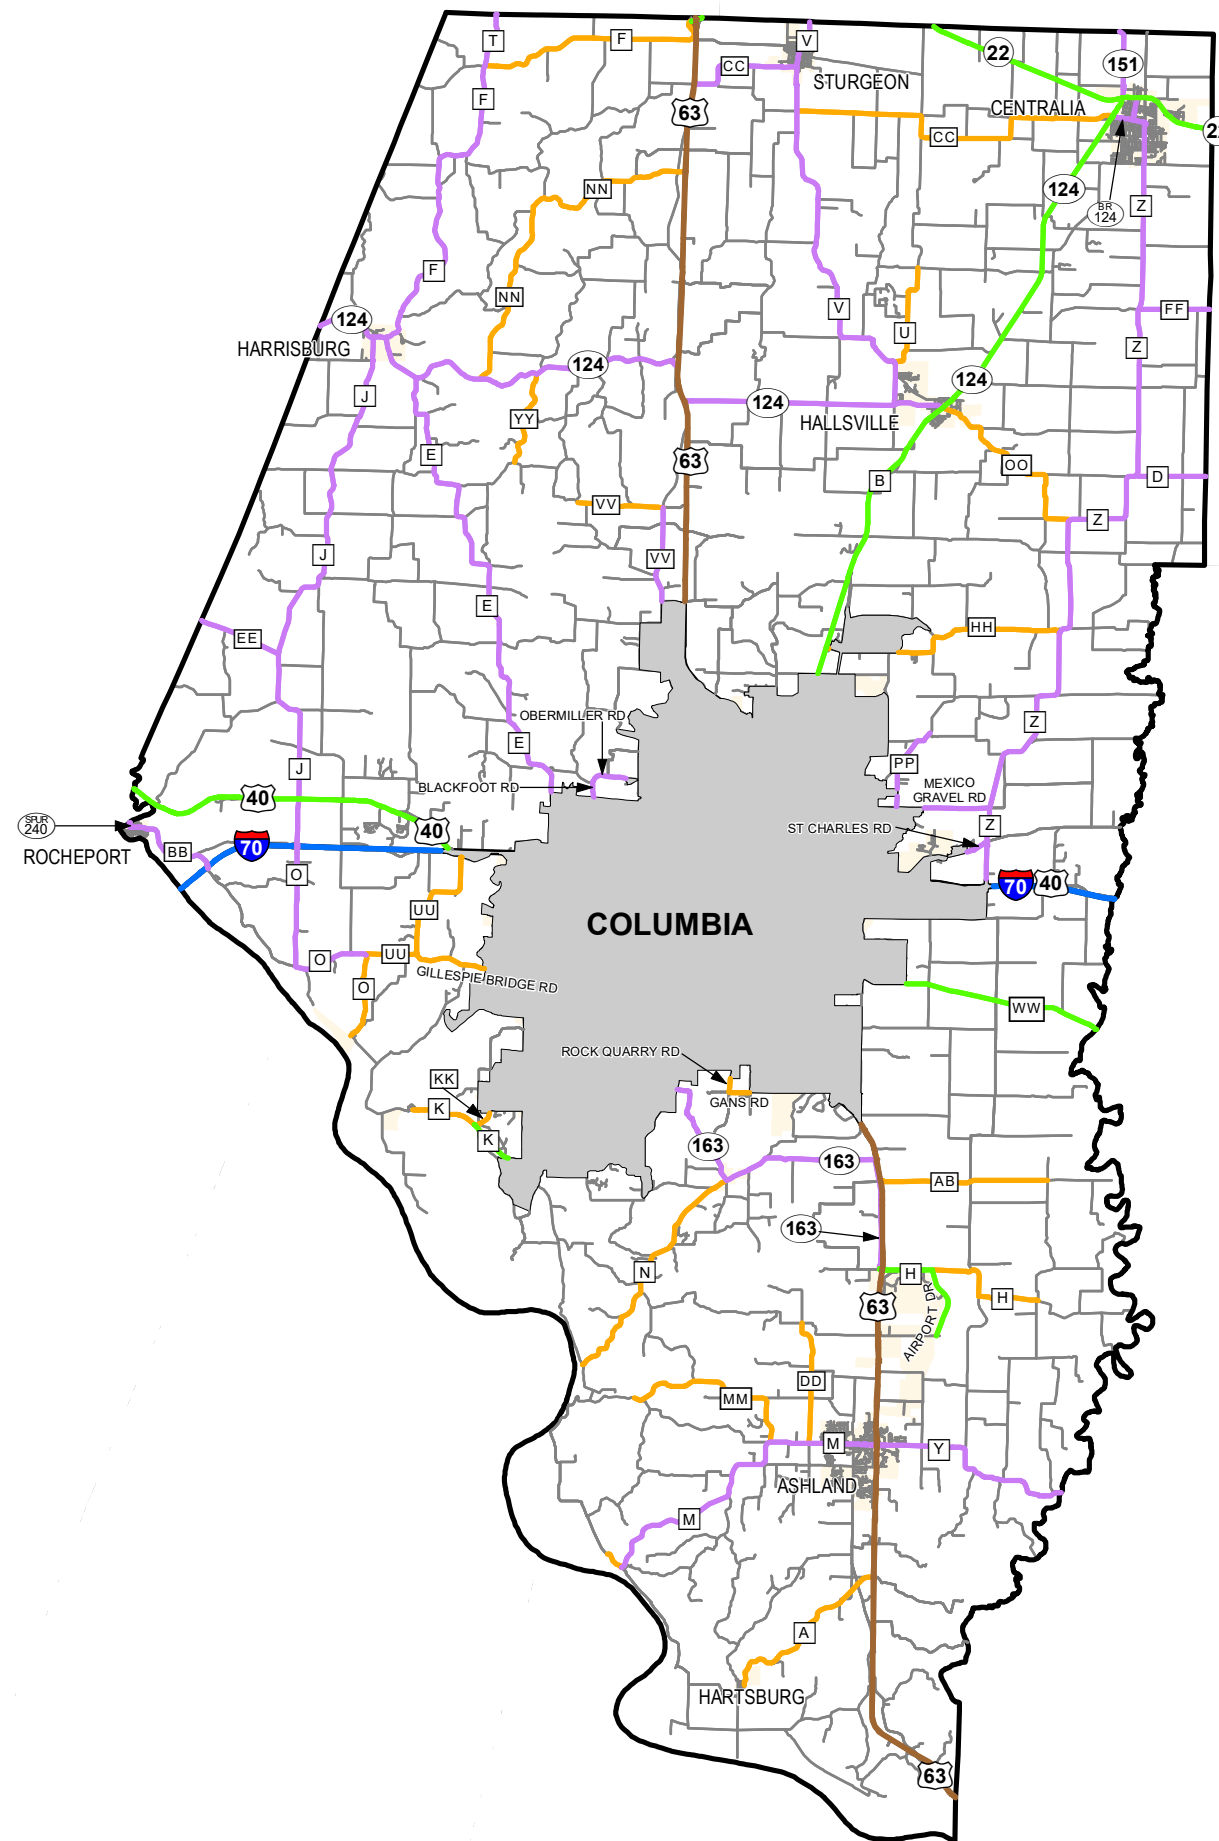 T
F
V
22
151
CC
STURGEON
F
63
CENTRALIA
22
CC
124
NN
Z
BR
124
F
NN
V
FF
124
U
Z
HARRISBURG
124
124
J
124
HALLSVILLE
YY
E
63
OO
B
D
VV
Z
J
VV
E
HH
EE
OBERMILLER RD
Z
E
PP
J
BLACKFOOT RD
MEXICO
GRAVEL RD
40
SPUR
240
40
ST CHARLES RD
Z
ROCHEPORT
BB
70
O
70
40
UU
COLUMBIA
UU
O
GILLESPIE BRIDGE RD
O
WW
ROCK QUARRY RD
KK
GANS RD
K
K
163
163
AB
163
N
H
AIRPORT DR
H
63
DD
MM
M
Y
ASHLAND
M
A
HARTSBURG
63